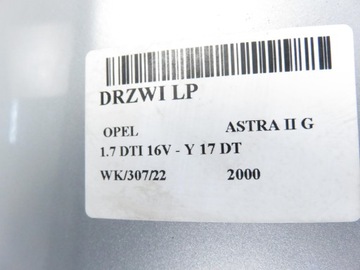 DRZWI LP
OPEL ASTRA II G
1.7 DTI 16V - Y 17 DT
WK/307/22 2000